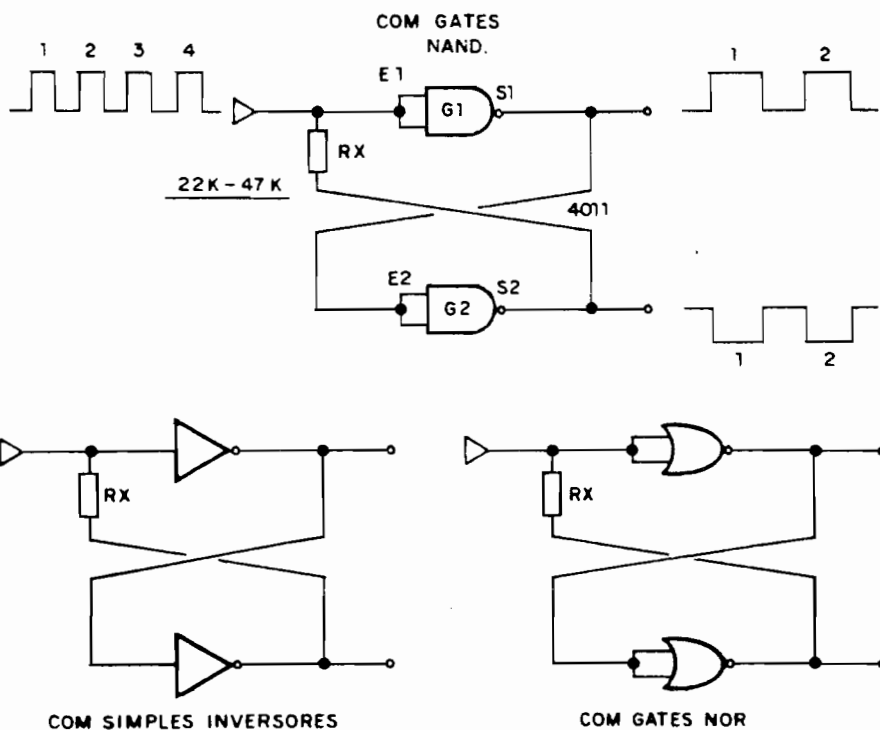 COM GATES
NAND.
1 2 3 4
E1
G1
S1
1 2
RX
22K – 47K
4011
E2
G2
S2
1 2
RX
RX
COM SIMPLES INVERSORES
COM GATES NOR